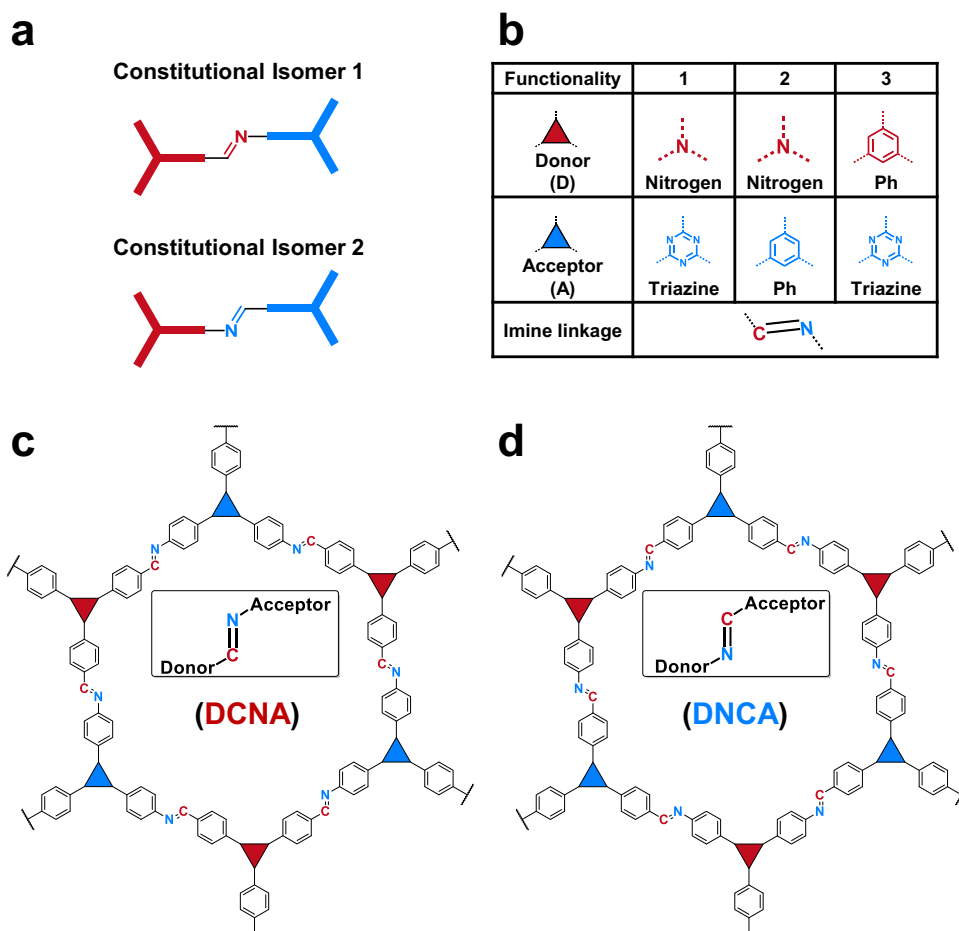 a
Constitutional Isomer 1
N
Constitutional Isomer 2
N
b
Functionality 1 2 3
Donor
(D)
N
Nitrogen
N
Nitrogen
Ph
Acceptor
(A)
N N
N
Triazine
Ph
N N
N
Triazine
Imine linkage
C N
c
N C
N C
C N
C N
N C
C N
N Acceptor
Donor C
(DCNA)
d
C N
N C
N C
N C
C N
C N
C Acceptor
Donor N
(DNCA)